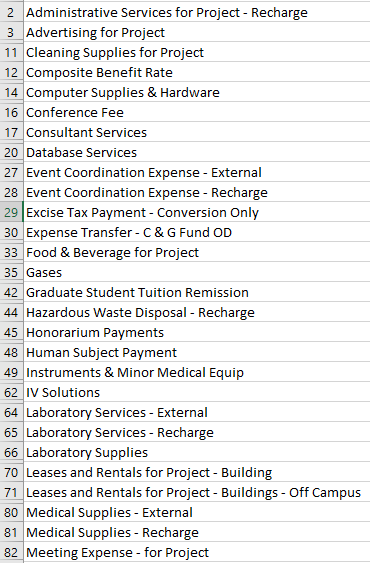 2 Administrative Services for Project - Recharge
3 Advertising for Project
11 Cleaning Supplies for Project
12 Composite Benefit Rate
14 Computer Supplies & Hardware
16 Conference Fee
17 Consultant Services
20 Database Services
27 Event Coordination Expense - External
28 Event Coordination Expense - Recharge
29 Excise Tax Payment - Conversion Only
30 Expense Transfer - C & G Fund OD
33 Food & Beverage for Project
35 Gases
42 Graduate Student Tuition Remission
44 Hazardous Waste Disposal - Recharge
45 Honorarium Payments
48 Human Subject Payment
49 Instruments & Minor Medical Equip
62 IV Solutions
64 Laboratory Services - External
65 Laboratory Services - Recharge
66 Laboratory Supplies
70 Leases and Rentals for Project - Building
71 Leases and Rentals for Project - Buildings - Off Campus
80 Medical Supplies - External
81 Medical Supplies - Recharge
82 Meeting Expense - for Project